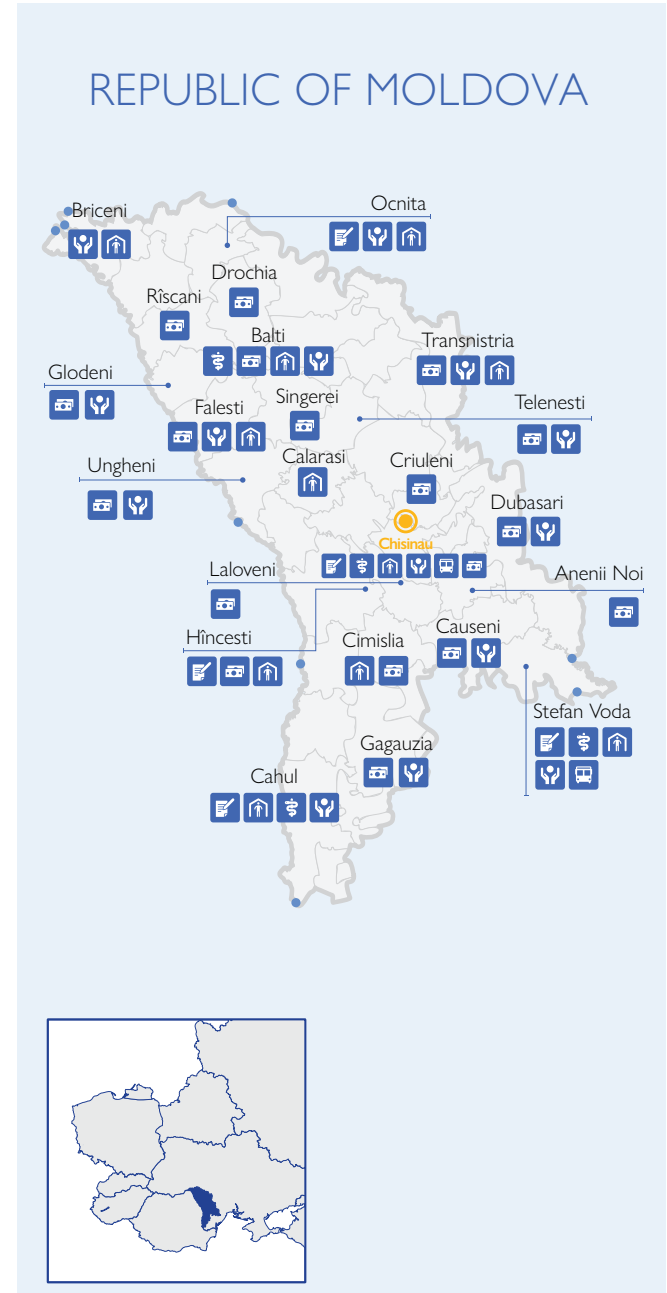 REPUBLIC OF MOLDOVA
Briceni
Ocnita
Drochia
Rîscani
Balti
Transnistria
Glodeni
Singerei
Falesti
Telenesti
Calarasi
Criuleni
Ungheni
Dubasari
Chisinau
Laloveni
Anenii Noi
Hîncesti
Cimislia
Causeni
Stefan Voda
Gagauzia
Cahul